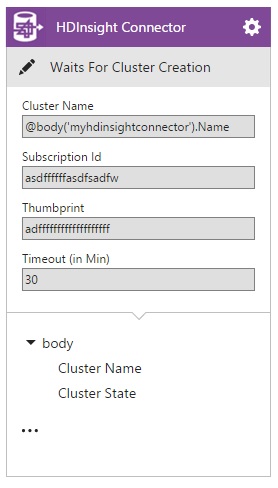 HDInsight Connector
Waits For Cluster Creation
Cluster Name
@body('myhdinsightconnector').Name
Subscription Id
asdffffffasdfsadfw
Thumbprint
adfffffffffffffffffff
Timeout (in Min)
30
body
Cluster Name
Cluster State
...